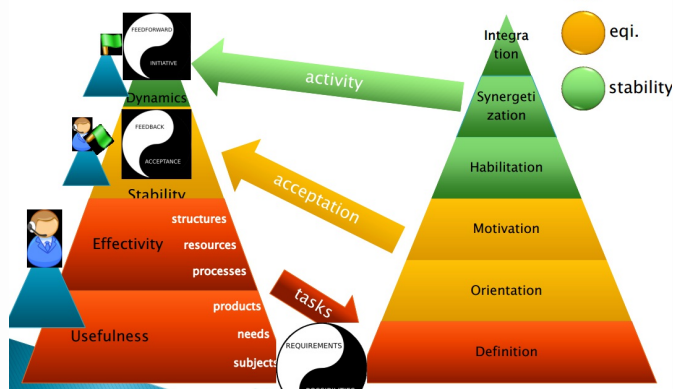 FEEDFORWARD
INITIATIVE
Dynamics
FEEDBACK
ACCEPTANCE
Stability
Effectivity
structures
resources
processes
Usefulness
products
needs
subjects
activity
acceptation
tasks
REQUIREMENTS
Integra
tion
Synergeti
zation
Habilitation
Motivation
Orientation
Definition
eqi.
stability